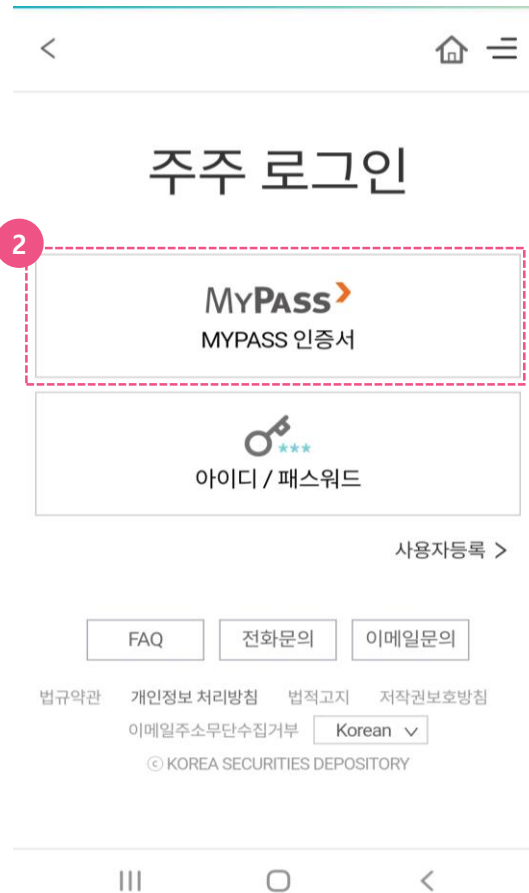 주주 로그인
2
MYPASS
MYPASS 인증서
***
아이디 / 패스워드
사용자등록 >
FAQ 전화문의 이메일문의
법규약관 개인정보 처리방침 법적고지 저작권보호방침
이메일주소무단수집거부 Korean
ⓒ KOREA SECURITIES DEPOSITORY